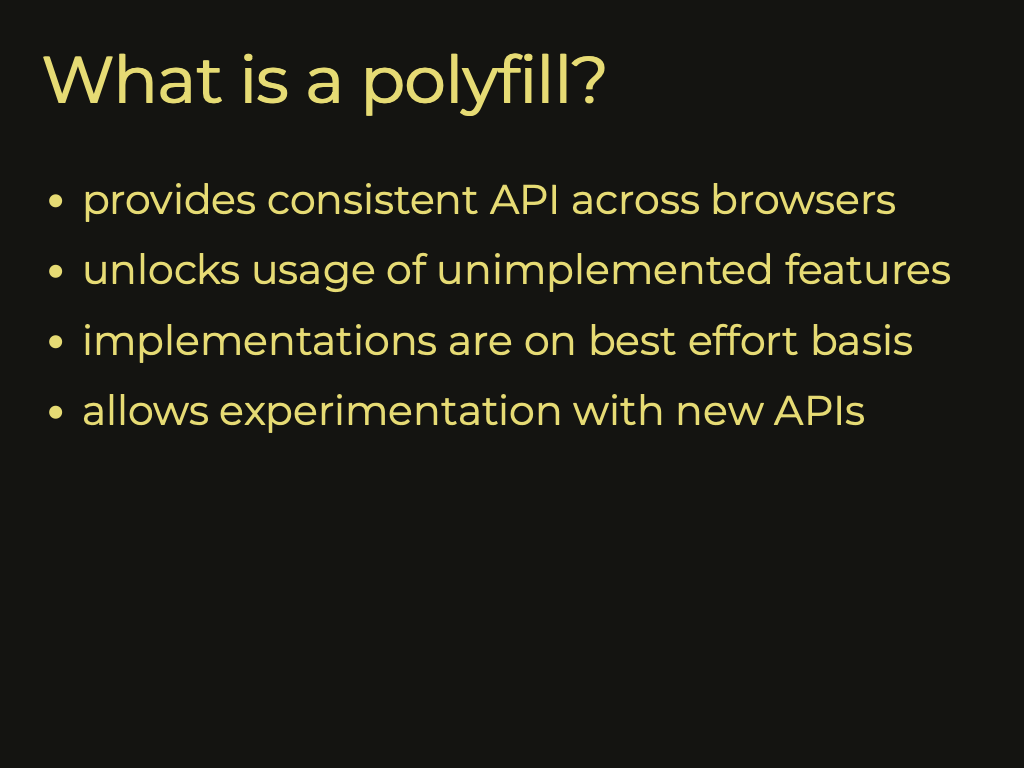 What is a polyfill?
• provides consistent API across browsers
• unlocks usage of unimplemented features
• implementations are on best effort basis
• allows experimentation with new APIs